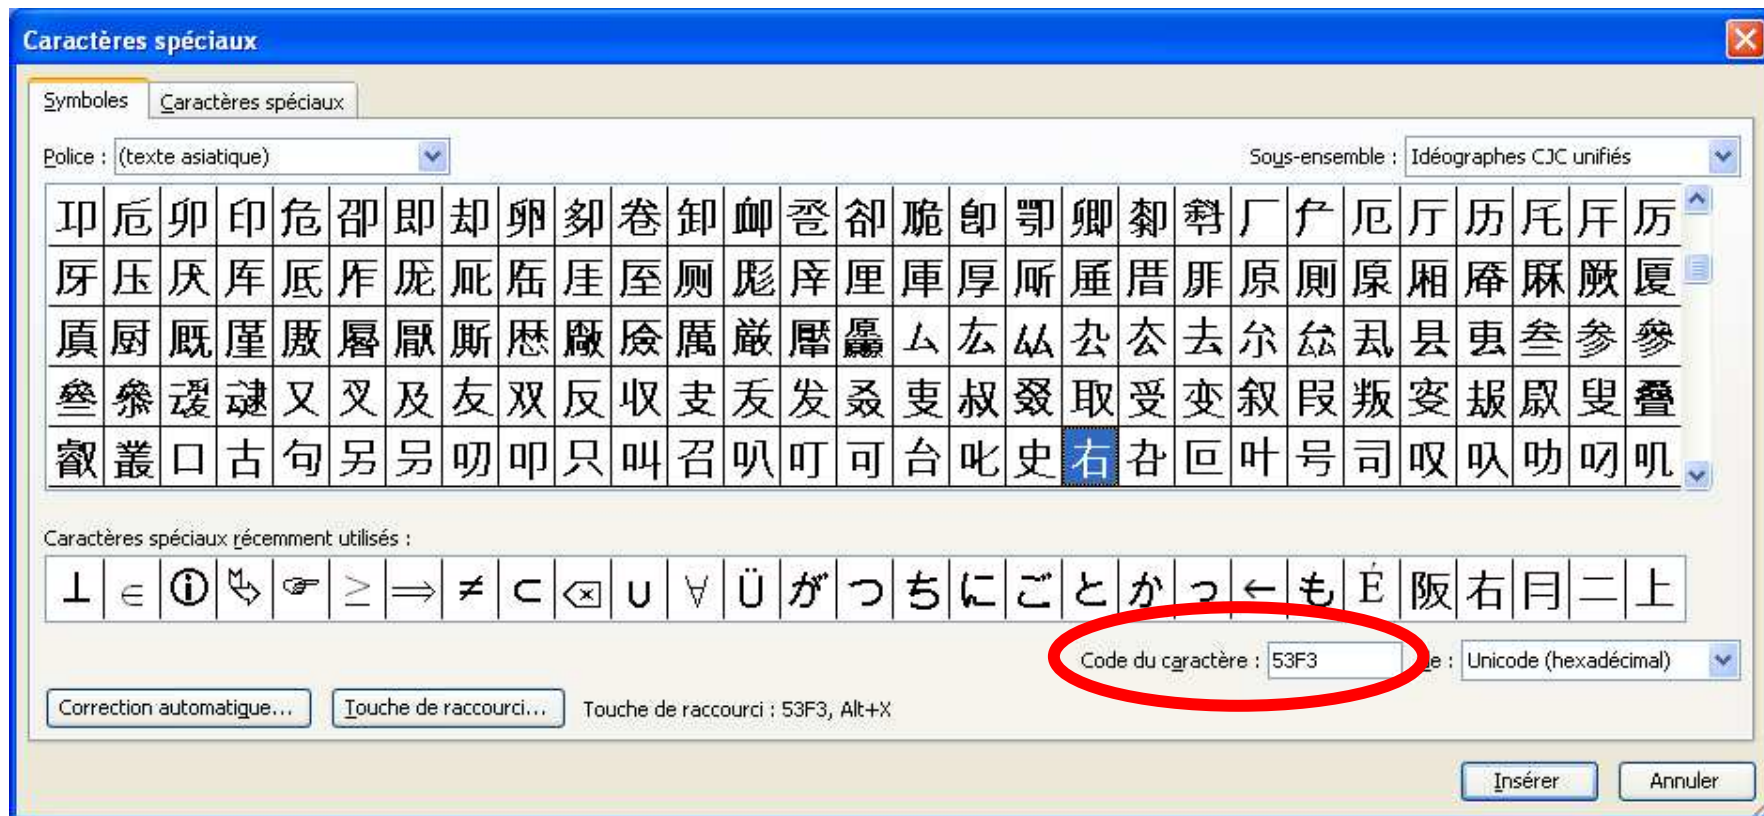 Caractères spéciaux
Symboles Caractères spéciaux
Police : (texte asiatique) Sous-ensemble : Idéographes CJC unifiés
卭 卮 卯 印 危 卲 即 却 卵 卶 卷 卸 卹 卺 卻 卼 卽 卾 卿 厀 厁 厂 厃 厄 厅 历 厇 厈 厉
厊 压 厌 厍 厎 厏 厐 厑 厒 厓 厔 厕 厖 厗 厘 厙 厚 厛 厜 厝 厞 原 厠 厡 厢 厣 厤 厥 厦
厧 厨 厩 厪 厫 厬 厭 厮 厯 厰 厱 厲 厳 厴 厵 厶 厷 厸 厹 厺 去 厼 厽 厾 县 叀 叁 参 參
叄 叅 叆 叇 又 叉 及 友 双 反 収 叏 叐 发 叒 叓 叔 叕 取 受 变 叙 叚 叛 叜 叝 叞 叟 叠
叡 叢 口 古 句 另 叧 叨 叩 只 叫 召 叭 叮 可 台 叱 史 右 叴 叵 叶 号 司 叹 叺 叻 叼 叽
Caractères spéciaux récemment utilisés :
⊥ ∈ ⓘ ⮡ ☞ ≥ ⇒ ≠ ⊂ ⌫ ∪ ∀ Ü が つ ち に ご と か っ ← も É 阪 右 円 二 上
Code du caractère : 53F3 Unicode (hexadécimal)
Correction automatique... Touche de raccourci... Touche de raccourci : 53F3, Alt+X
Insérer Annuler